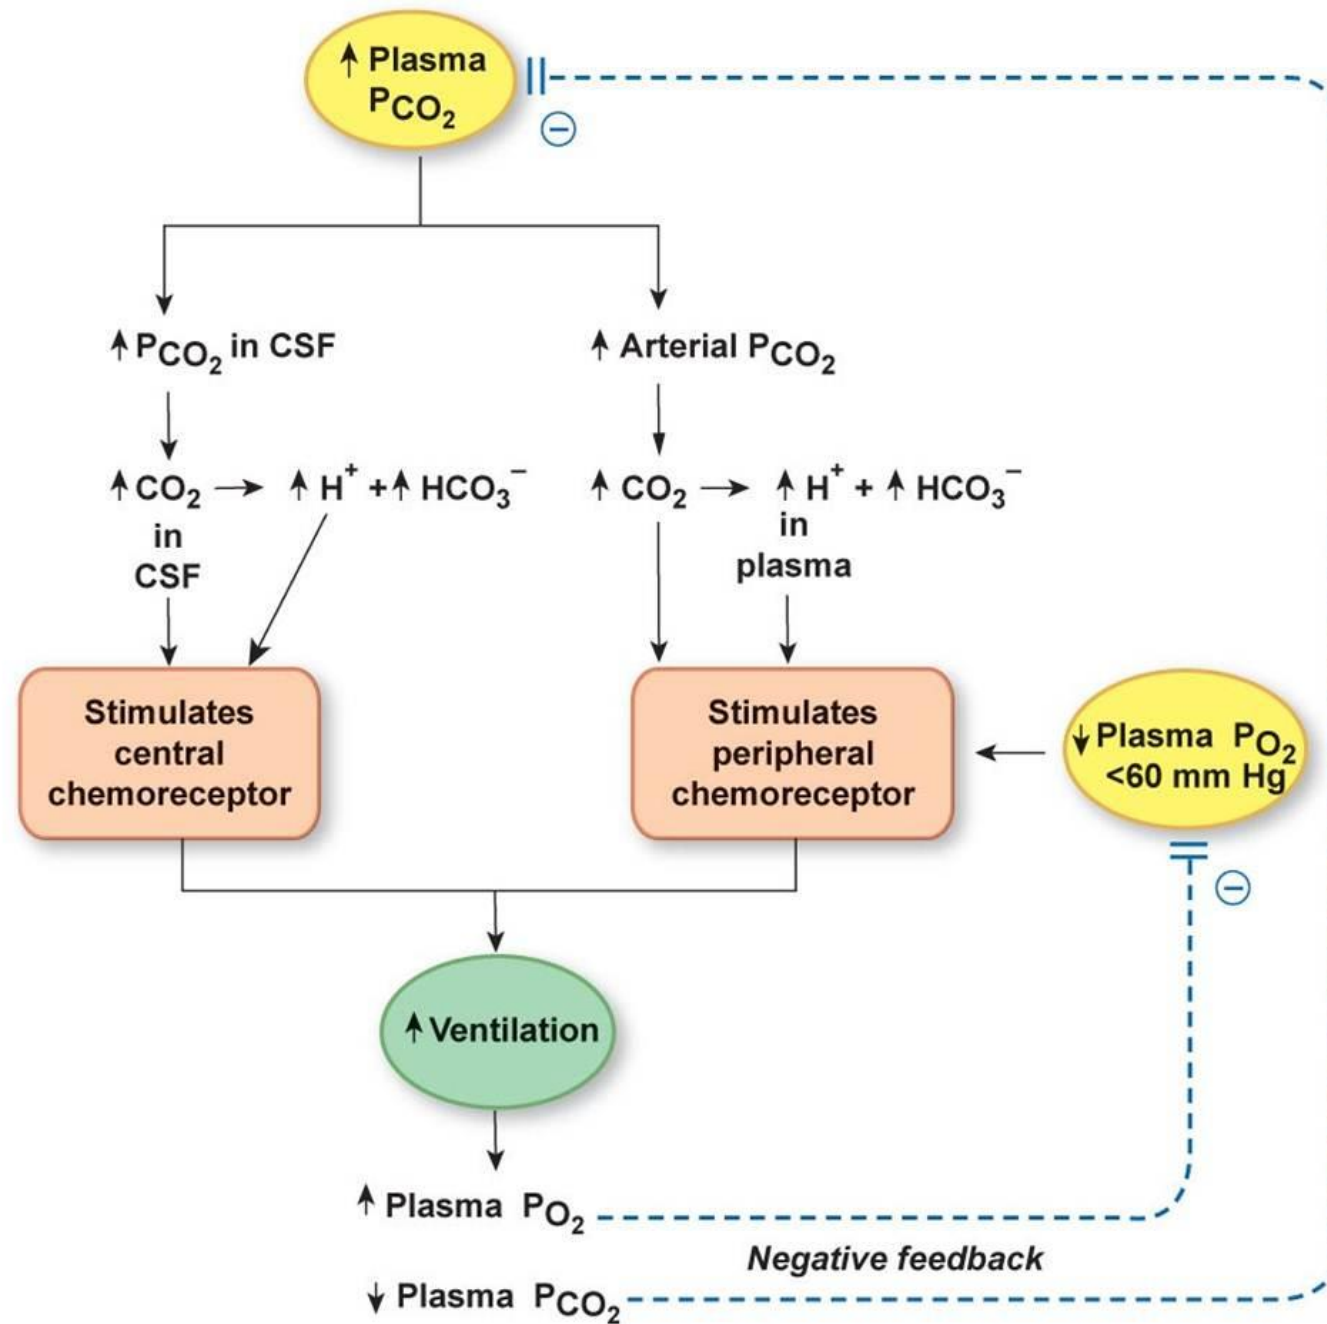 ↑ Plasma
PCO₂
⊖
↑ PCO₂ in CSF
↑ Arterial PCO₂
↑ CO₂ → ↑ H⁺ + ↑ HCO₃⁻
in
CSF
↑ CO₂ → ↑ H⁺ + ↑ HCO₃⁻
in
plasma
Stimulates
central
chemoreceptor
Stimulates
peripheral
chemoreceptor
↓ Plasma PO₂
<60 mm Hg
⊖
↑ Ventilation
↑ Plasma PO₂
Negative feedback
↓ Plasma PCO₂